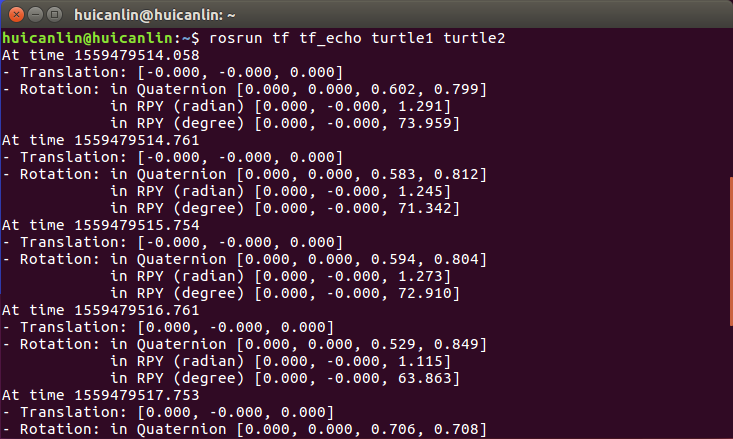 huicanlin@huicanlin: ~
huicanlin@huicanlin:~$ rosrun tf tf_echo turtle1 turtle2
At time 1559479514.058
- Translation: [-0.000, -0.000, 0.000]
- Rotation: in Quaternion [0.000, 0.000, 0.602, 0.799]
            in RPY (radian) [0.000, -0.000, 1.291]
            in RPY (degree) [0.000, -0.000, 73.959]
At time 1559479514.761
- Translation: [-0.000, -0.000, 0.000]
- Rotation: in Quaternion [0.000, 0.000, 0.583, 0.812]
            in RPY (radian) [0.000, -0.000, 1.245]
            in RPY (degree) [0.000, -0.000, 71.342]
At time 1559479515.754
- Translation: [-0.000, -0.000, 0.000]
- Rotation: in Quaternion [0.000, 0.000, 0.594, 0.804]
            in RPY (radian) [0.000, -0.000, 1.273]
            in RPY (degree) [0.000, -0.000, 72.910]
At time 1559479516.761
- Translation: [0.000, -0.000, 0.000]
- Rotation: in Quaternion [0.000, 0.000, 0.529, 0.849]
            in RPY (radian) [0.000, -0.000, 1.115]
            in RPY (degree) [0.000, -0.000, 63.863]
At time 1559479517.753
- Translation: [0.000, -0.000, 0.000]
- Rotation: in Quaternion [0.000, 0.000, 0.706, 0.708]